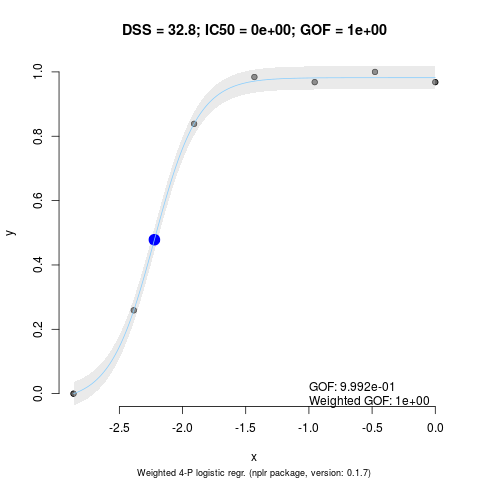 DSS = 32.8; IC50 = 0e+00; GOF = 1e+00
1.0
0.8
0.6
0.4
0.2
0.0
y
GOF: 9.992e-01
Weighted GOF: 1e+00
-2.5 -2.0 -1.5 -1.0 -0.5 0.0
x
Weighted 4-P logistic regr. (nplr package, version: 0.1.7)